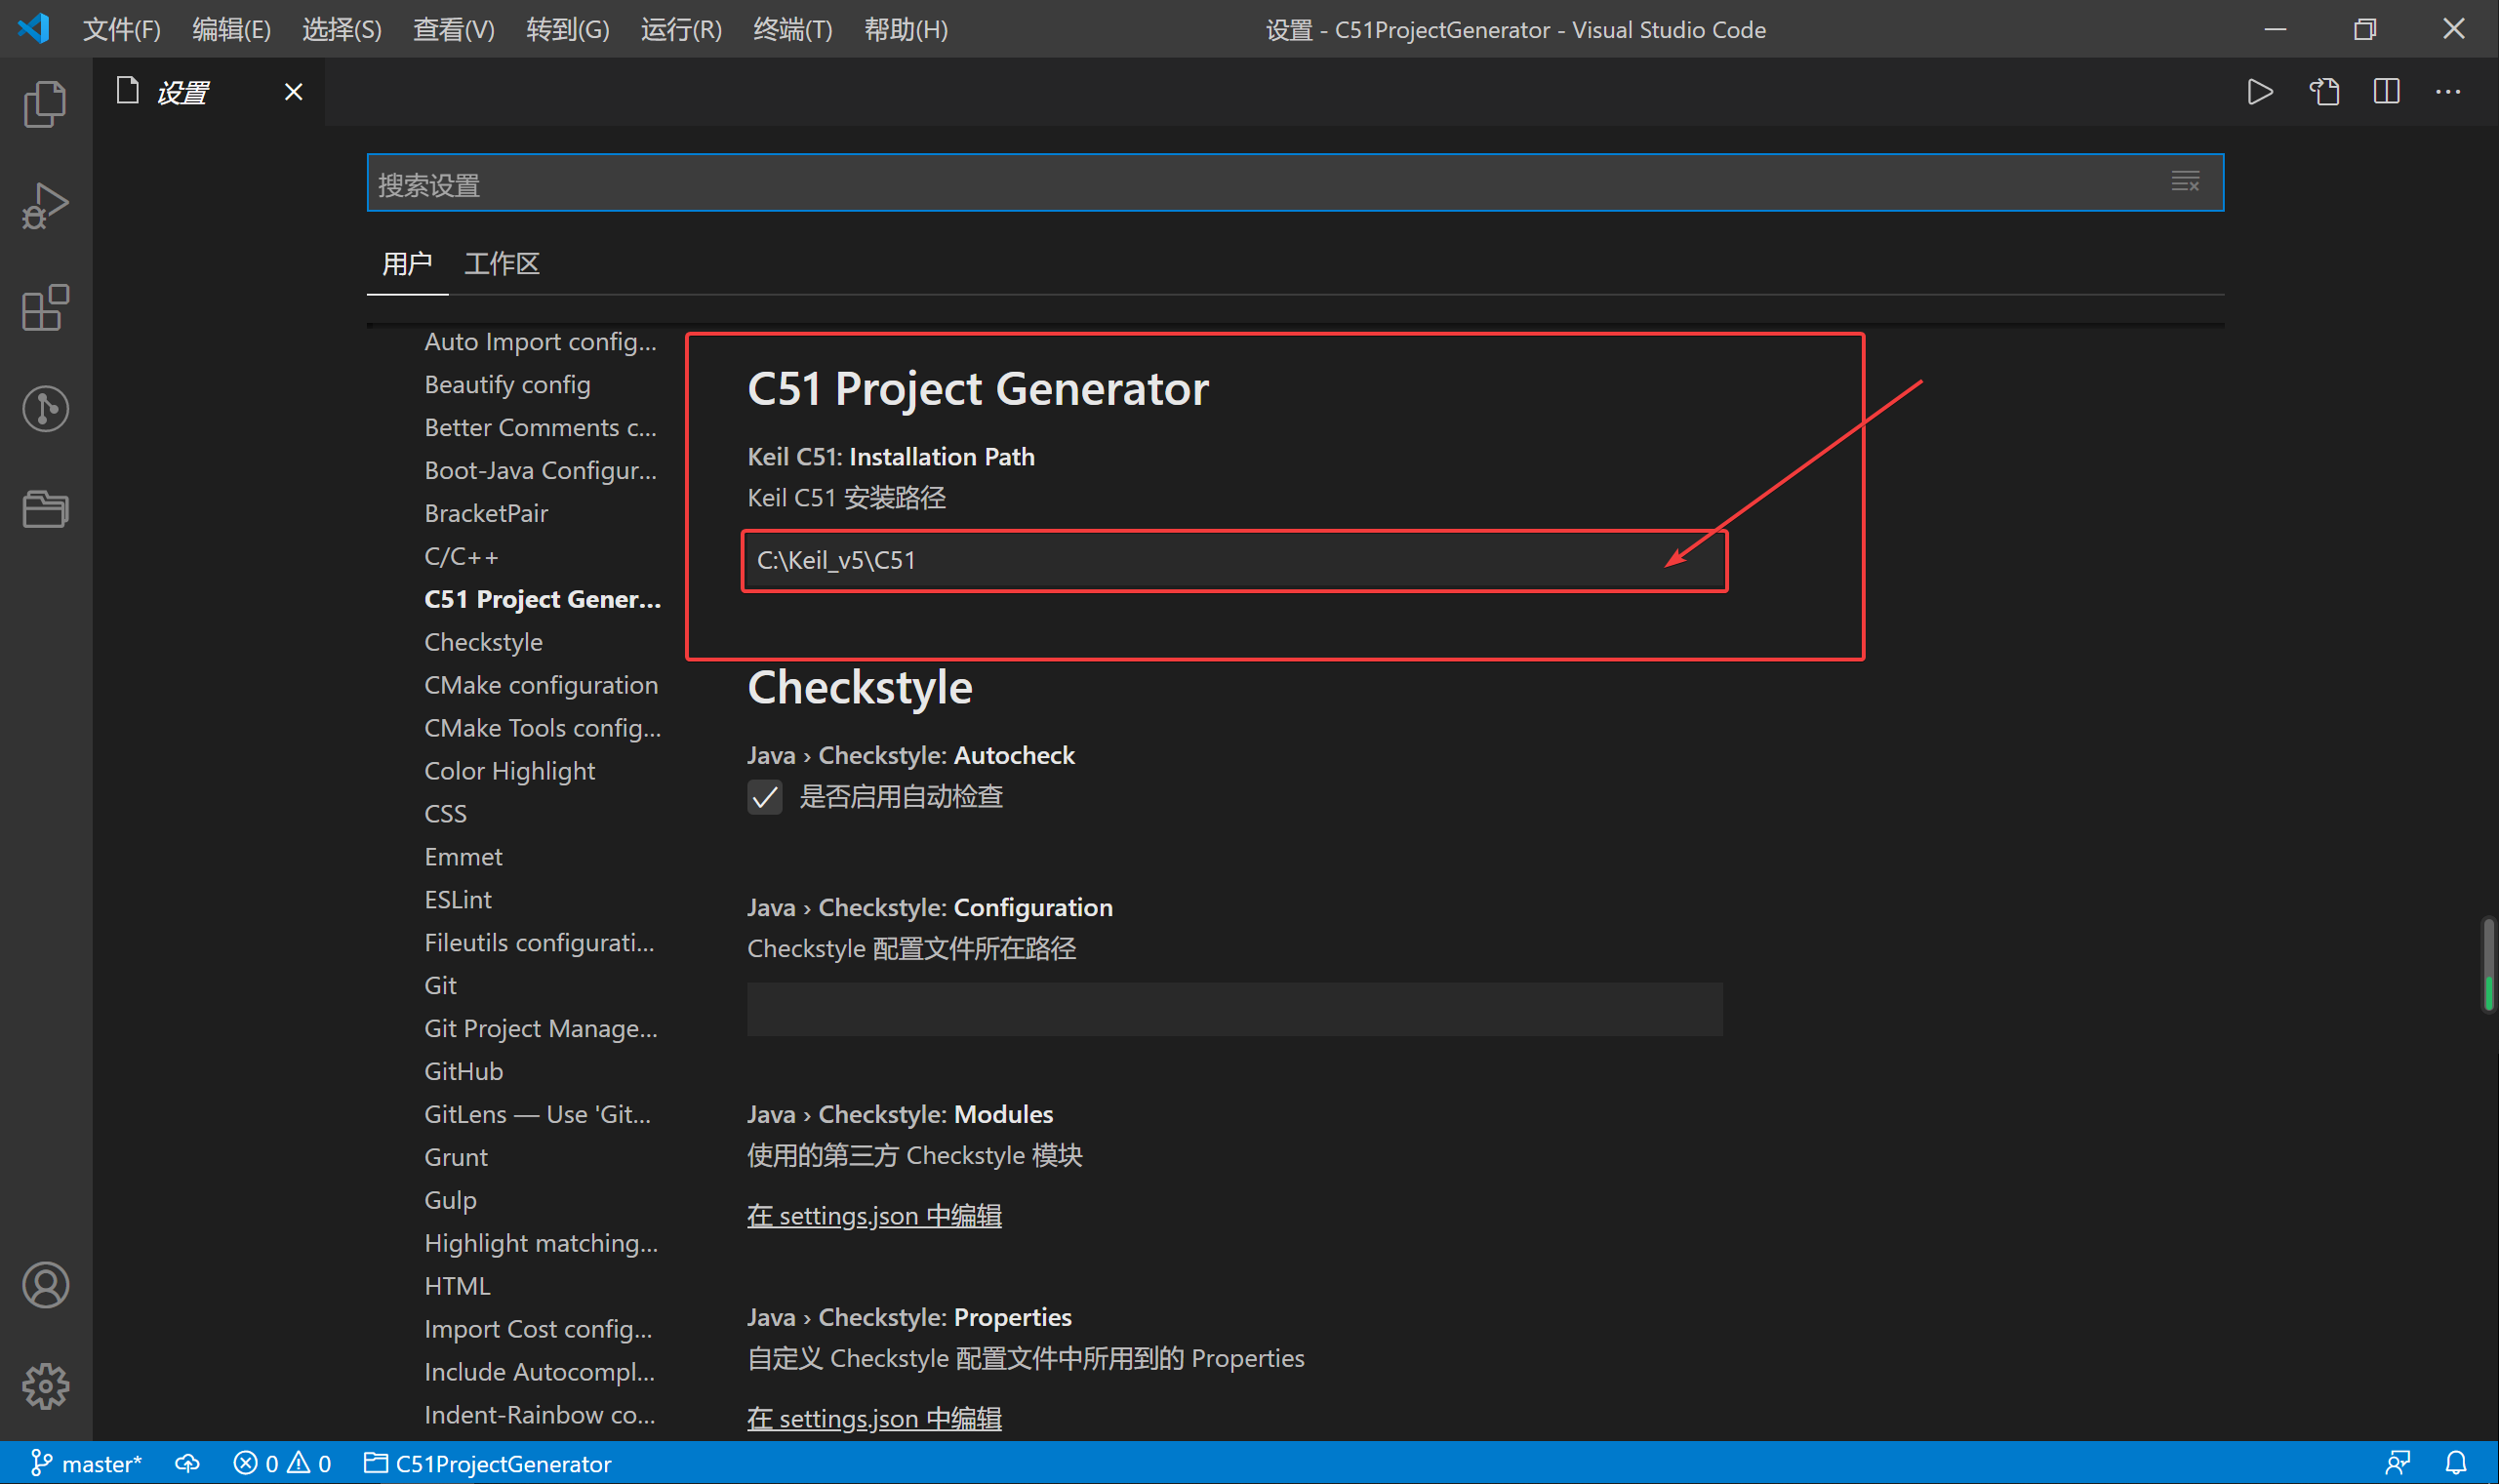 文件(F) 编辑(E) 选择(S) 查看(V) 转到(G) 运行(R) 终端(T) 帮助(H) 设置 - C51ProjectGenerator - Visual Studio Code
设置
搜索设置
用户 工作区
Auto Import config...
Beautify config
Better Comments c...
Boot-Java Configur...
BracketPair
C/C++
C51 Project Gener...
Checkstyle
CMake configuration
CMake Tools config...
Color Highlight
CSS
Emmet
ESLint
Fileutils configurati...
Git
Git Project Manage...
GitHub
GitLens — Use 'Git...
Grunt
Gulp
Highlight matching...
HTML
Import Cost config...
Include Autocompl...
Indent-Rainbow co...
C51 Project Generator
Keil C51: Installation Path
Keil C51 安装路径
C:\Keil_v5\C51
Checkstyle
Java › Checkstyle: Autocheck
是否启用自动检查
Java › Checkstyle: Configuration
Checkstyle 配置文件所在路径
Java › Checkstyle: Modules
使用的第三方 Checkstyle 模块
在 settings.json 中编辑
Java › Checkstyle: Properties
自定义 Checkstyle 配置文件中所用到的 Properties
在 settings.json 中编辑
master* 0 0 C51ProjectGenerator